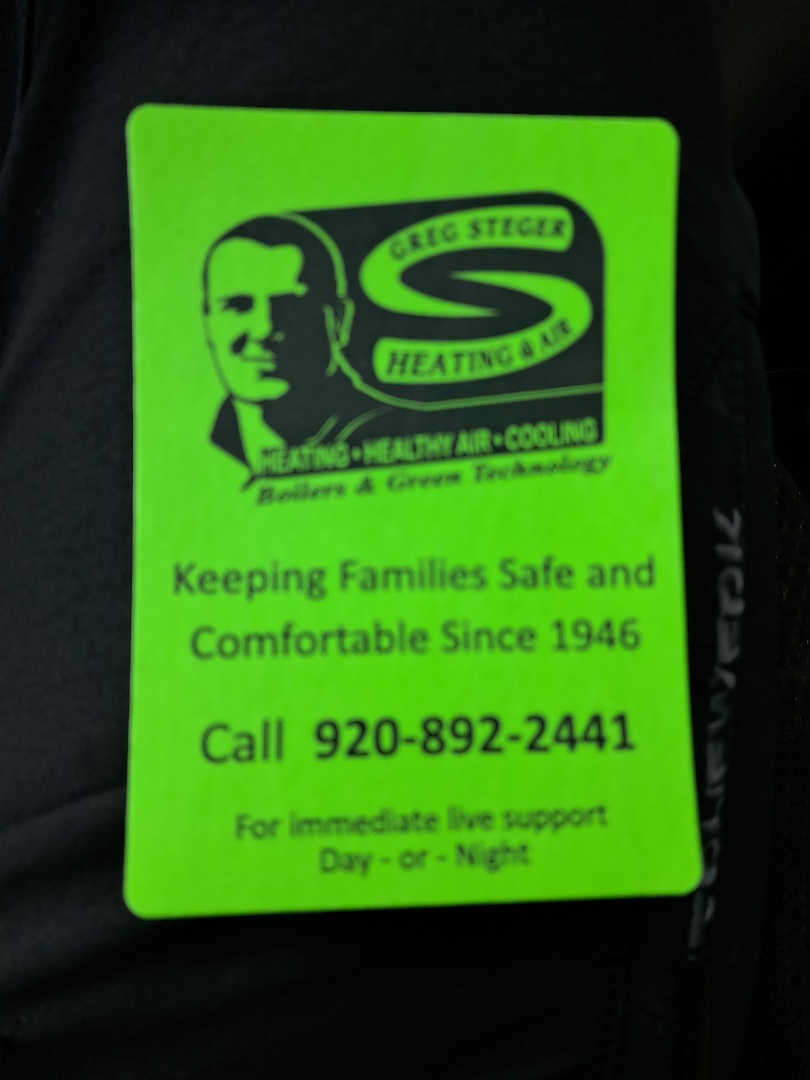 GREG STEGER
HEATING & AIR
HEATING • HEALTHY AIR • COOLING
Boilers & Green Technology
Keeping Families Safe and
Comfortable Since 1946
Call 920-892-2441
For immediate live support
Day - or - Night